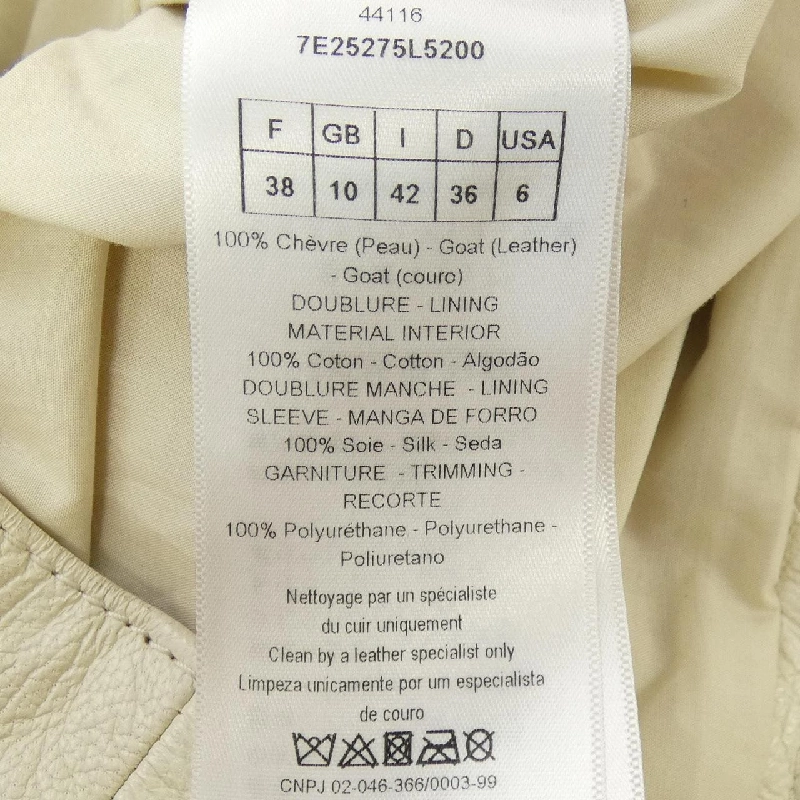 44116
7E25275L5200
F GB I D USA
38 10 42 36 6
100% Chèvre (Peau) - Goat (Leather)
- Goat (couro)
DOUBLURE - LINING
MATERIAL INTERIOR
100% Coton - Cotton - Algodão
DOUBLURE MANCHE - LINING
SLEEVE - MANGA DE FORRO
100% Soie - Silk - Seda
GARNITURE - TRIMMING -
RECORTE
100% Polyuréthane - Polyurethane -
Poliuretano
Nettoyage par un spécialiste
du cuir uniquement
Clean by a leather specialist only
Limpeza unicamente por um especialista
de couro
CNPJ 02-046-366/0003-99